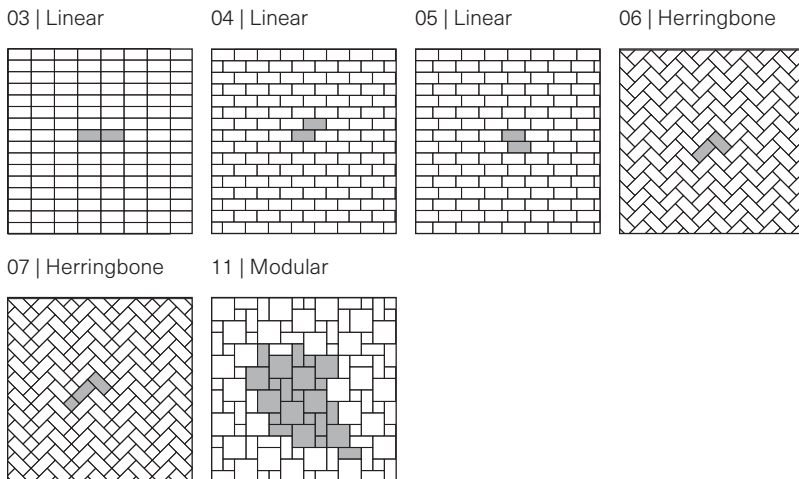 03 | Linear
04 | Linear
05 | Linear
06 | Herringbone
07 | Herringbone
11 | Modular